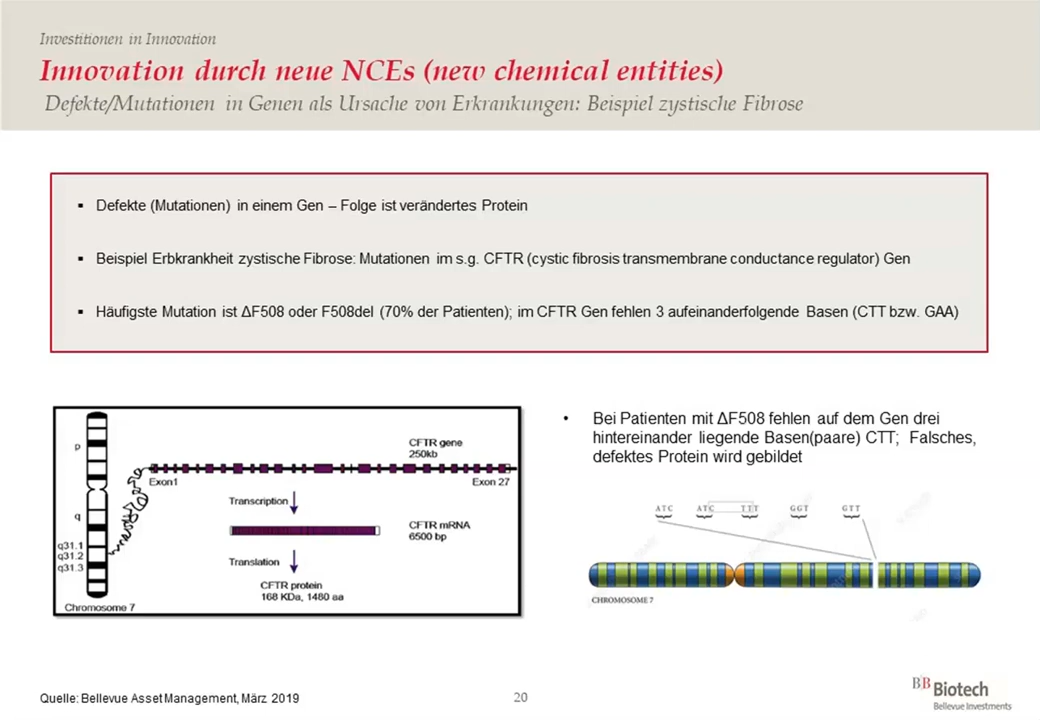 Investitionen in Innovation
Innovation durch neue NCEs (new chemical entities)
Defekte/Mutationen in Genen als Ursache von Erkrankungen: Beispiel zystische Fibrose
▪ Defekte (Mutationen) in einem Gen – Folge ist verändertes Protein
▪ Beispiel Erbkrankheit zystische Fibrose: Mutationen im s.g. CFTR (cystic fibrosis transmembrane conductance regulator) Gen
▪ Häufigste Mutation ist ΔF508 oder F508del (70% der Patienten); im CFTR Gen fehlen 3 aufeinanderfolgende Basen (CTT bzw. GAA)
p
q
q31.1
q31.2
q31.3
Chromosome 7
CFTR gene
250kb
Exon1
Exon 27
Transcription
CFTR mRNA
6500 bp
Translation
CFTR protein
168 KDa, 1480 aa
• Bei Patienten mit ΔF508 fehlen auf dem Gen drei
hintereinander liegende Basen(paare) CTT; Falsches,
defektes Protein wird gebildet
ATC ATC TTT GGT GTT
CHROMOSOME 7
Quelle: Bellevue Asset Management, März 2019
20
BB Biotech
Bellevue Investments